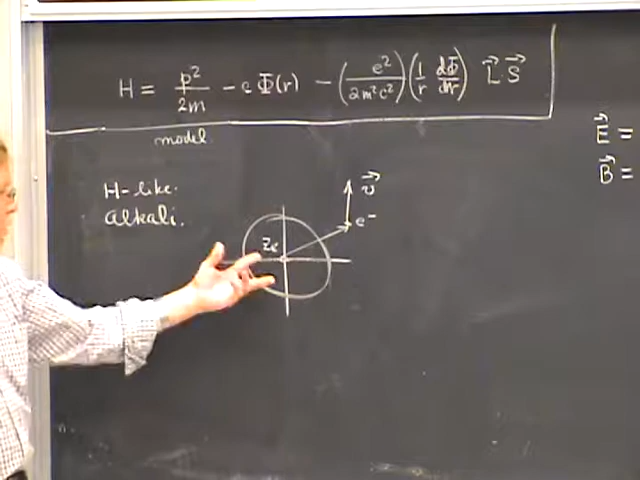 H = p²/2m - e Φ(r) - (e²/2m²c²)(1/r dΦ/dr) L⃗ S⃗
model
E⃗ =
B⃗ =
H-like
alkali.
v⃗
e⁻
Ze